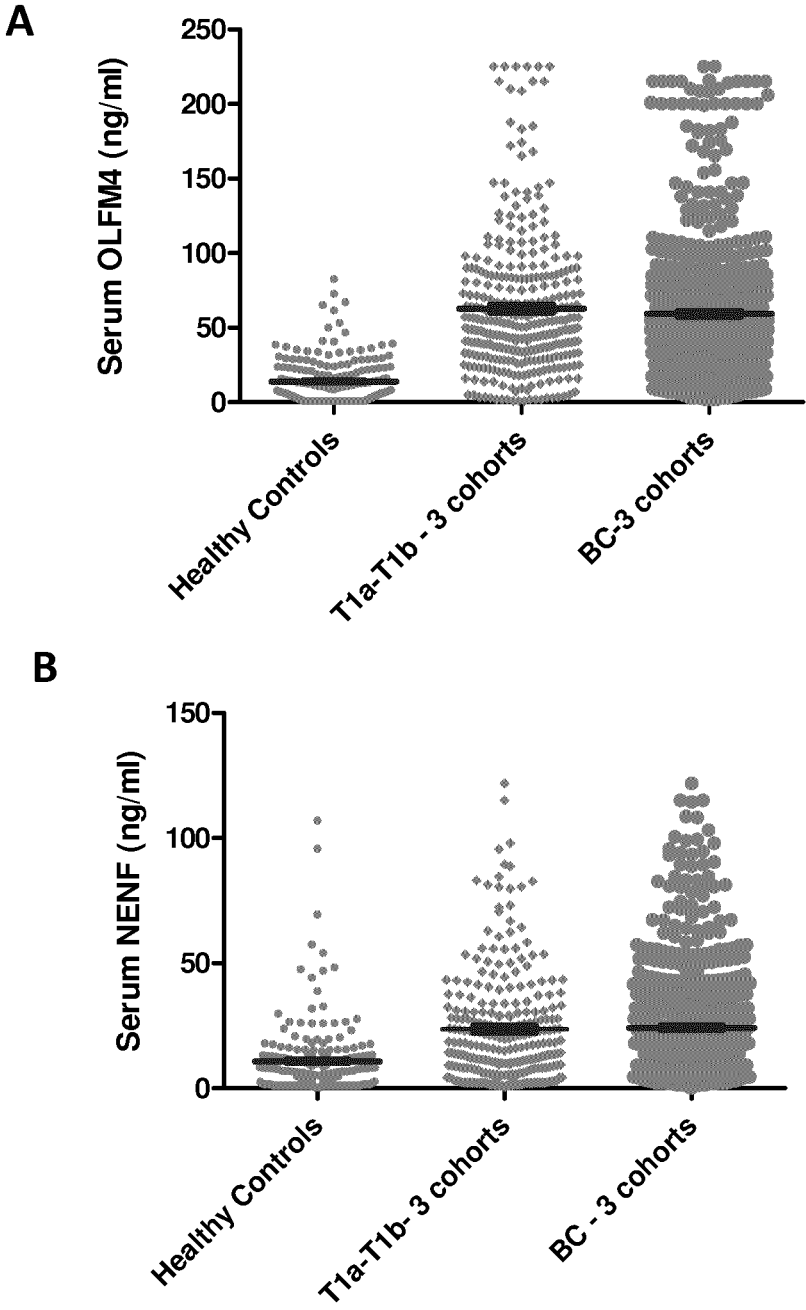 A
Serum OLFM4 (ng/ml)
250
200
150
100
50
0
Healthy Controls
T1a-T1b - 3 cohorts
BC-3 cohorts
B
Serum NENF (ng/ml)
150
100
50
0
Healthy Controls
T1a-T1b- 3 cohorts
BC - 3 cohorts